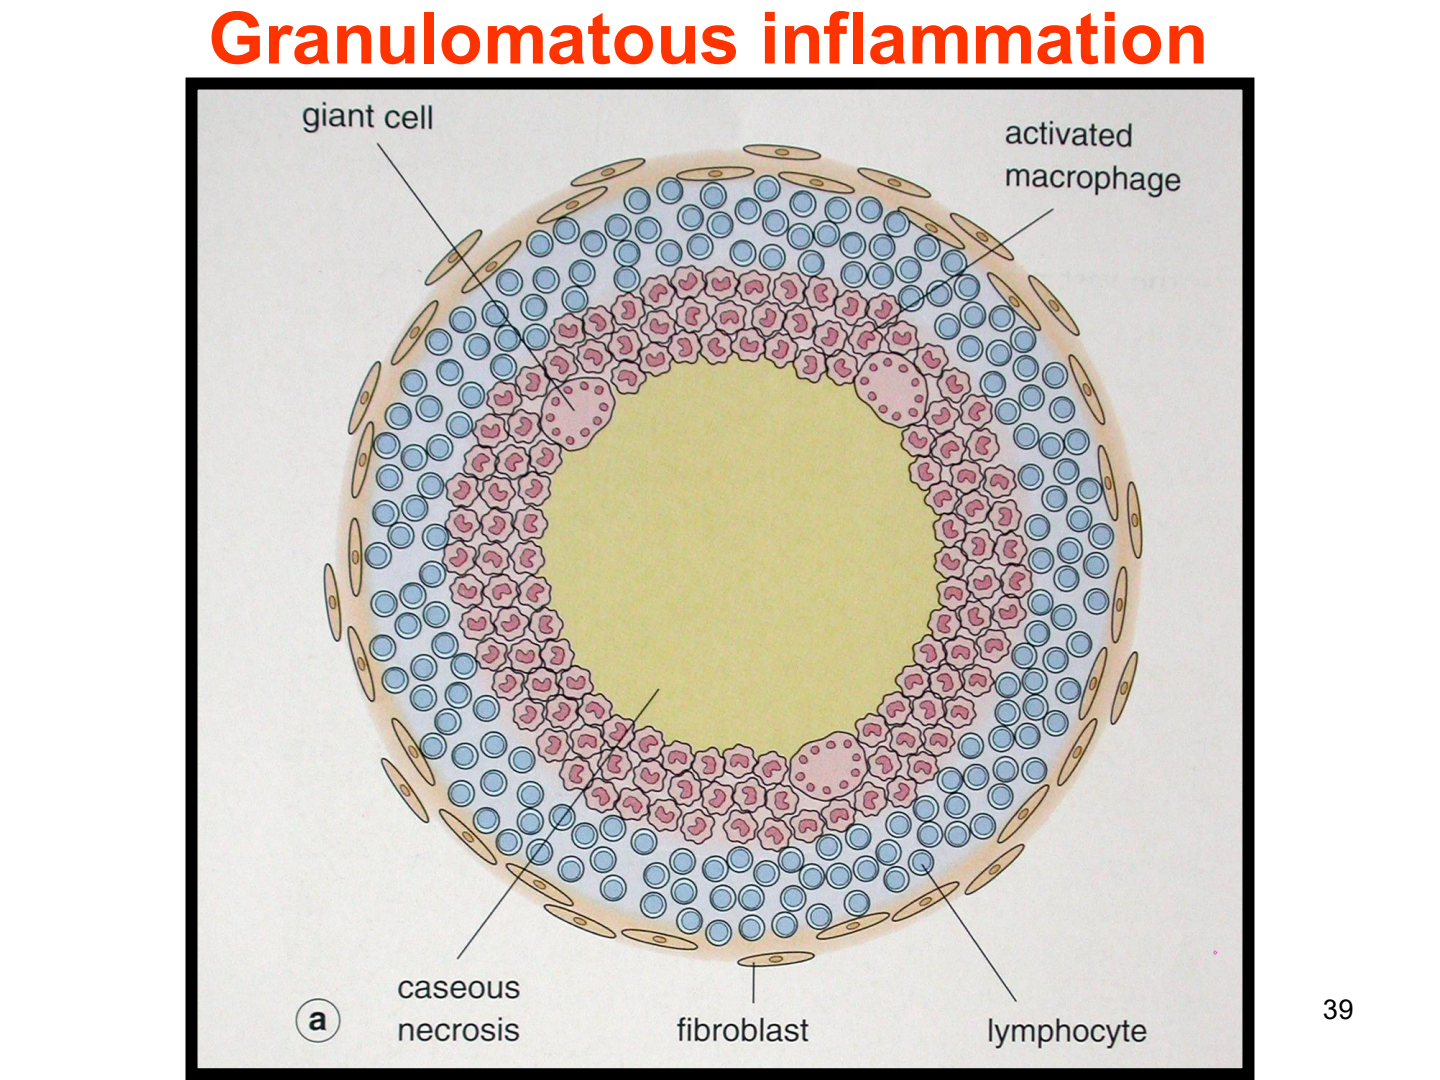 Granulomatous inflammation
giant cell
activated
macrophage
caseous
necrosis
a
fibroblast
lymphocyte
39